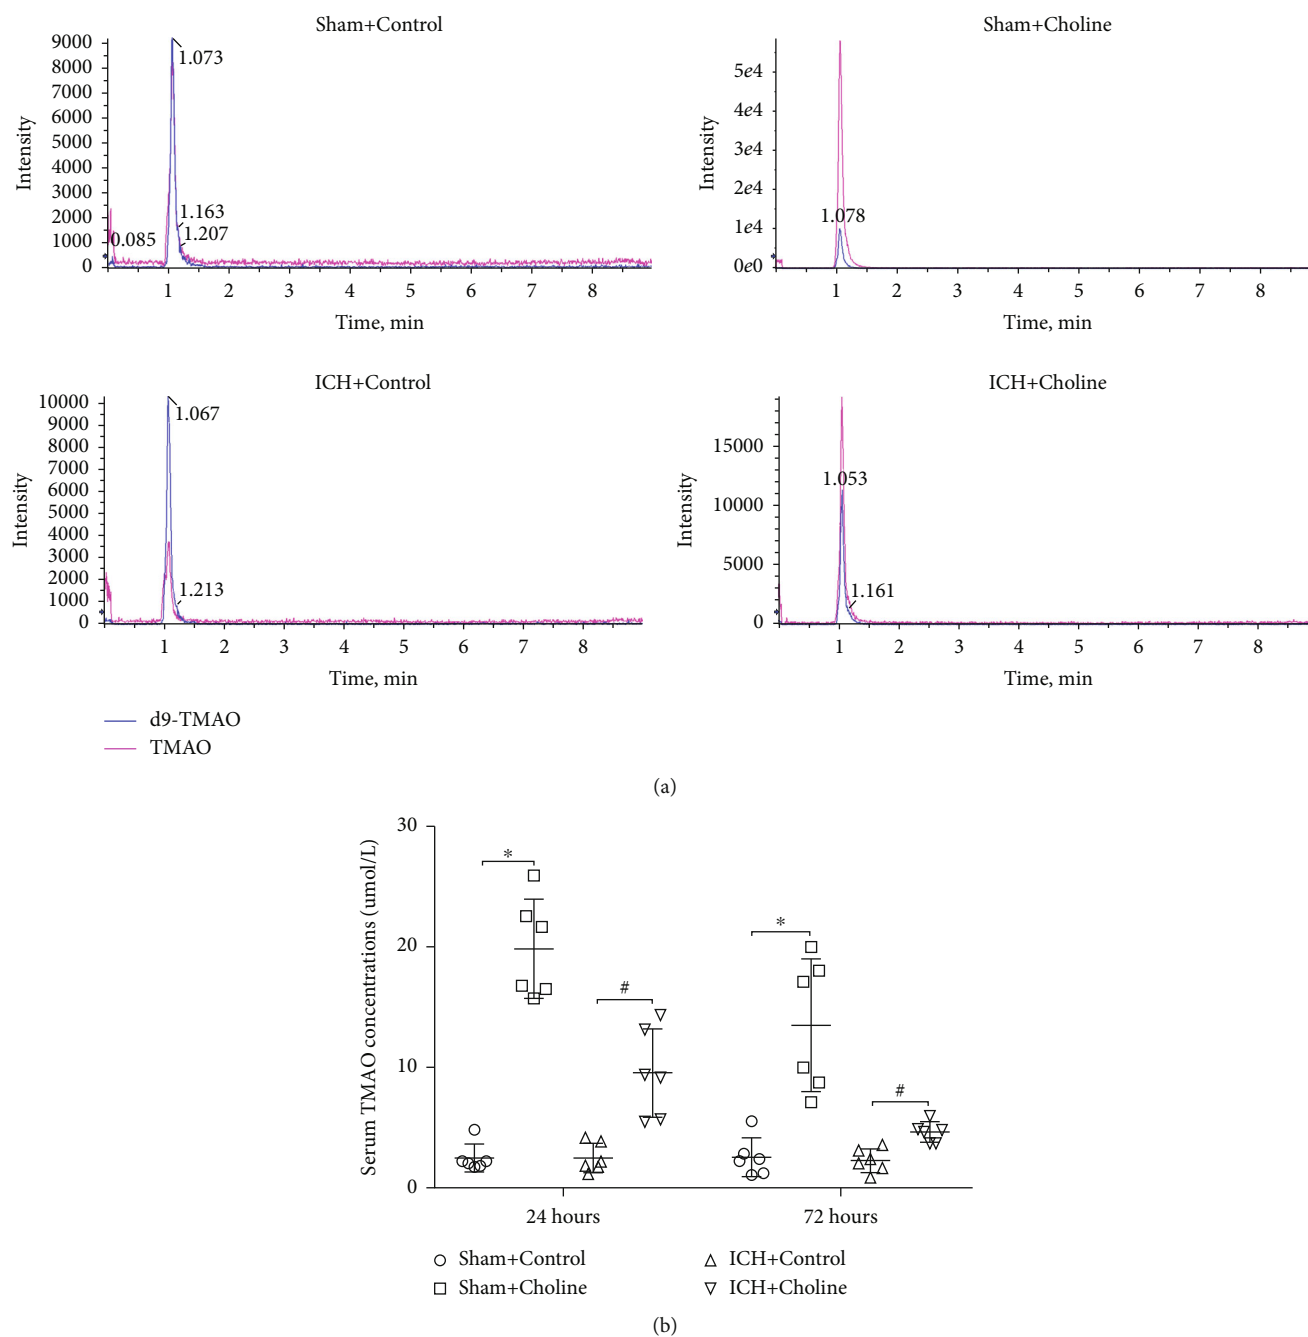 Sham+Control
Intensity
9000
8000
7000
6000
5000
4000
3000
2000
1000
0
1.073
1.163
1.207
0.085
1 2 3 4 5 6 7 8
Time, min
Sham+Choline
Intensity
5e4
4e4
3e4
2e4
1e4
0e0
1.078
1 2 3 4 5 6 7 8
Time, min
ICH+Control
Intensity
10000
9000
8000
7000
6000
5000
4000
3000
2000
1000
0
1.067
1.213
1 2 3 4 5 6 7 8
Time, min
ICH+Choline
Intensity
15000
10000
5000
0
1.053
1.161
1 2 3 4 5 6 7 8
Time, min
d9-TMAO
TMAO
(a)
Serum TMAO concentrations (umol/L)
30
20
10
0
*
#
*
#
24 hours 72 hours
Sham+Control ICH+Control
Sham+Choline ICH+Choline
(b)